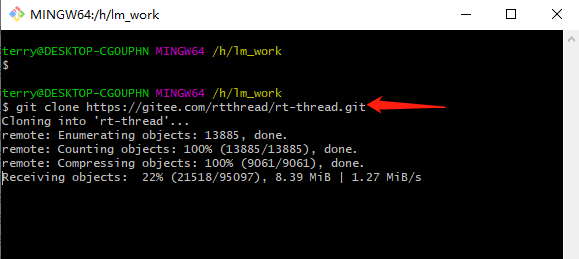 MINGW64:/h/lm_work
terry@DESKTOP-CGOUPHN MINGW64 /h/lm_work
$
terry@DESKTOP-CGOUPHN MINGW64 /h/lm_work
$ git clone https://gitee.com/rtthread/rt-thread.git
Cloning into 'rt-thread'...
remote: Enumerating objects: 13885, done.
remote: Counting objects: 100% (13885/13885), done.
remote: Compressing objects: 100% (9061/9061), done.
Receiving objects:  22% (21518/95097), 8.39 MiB | 1.27 MiB/s